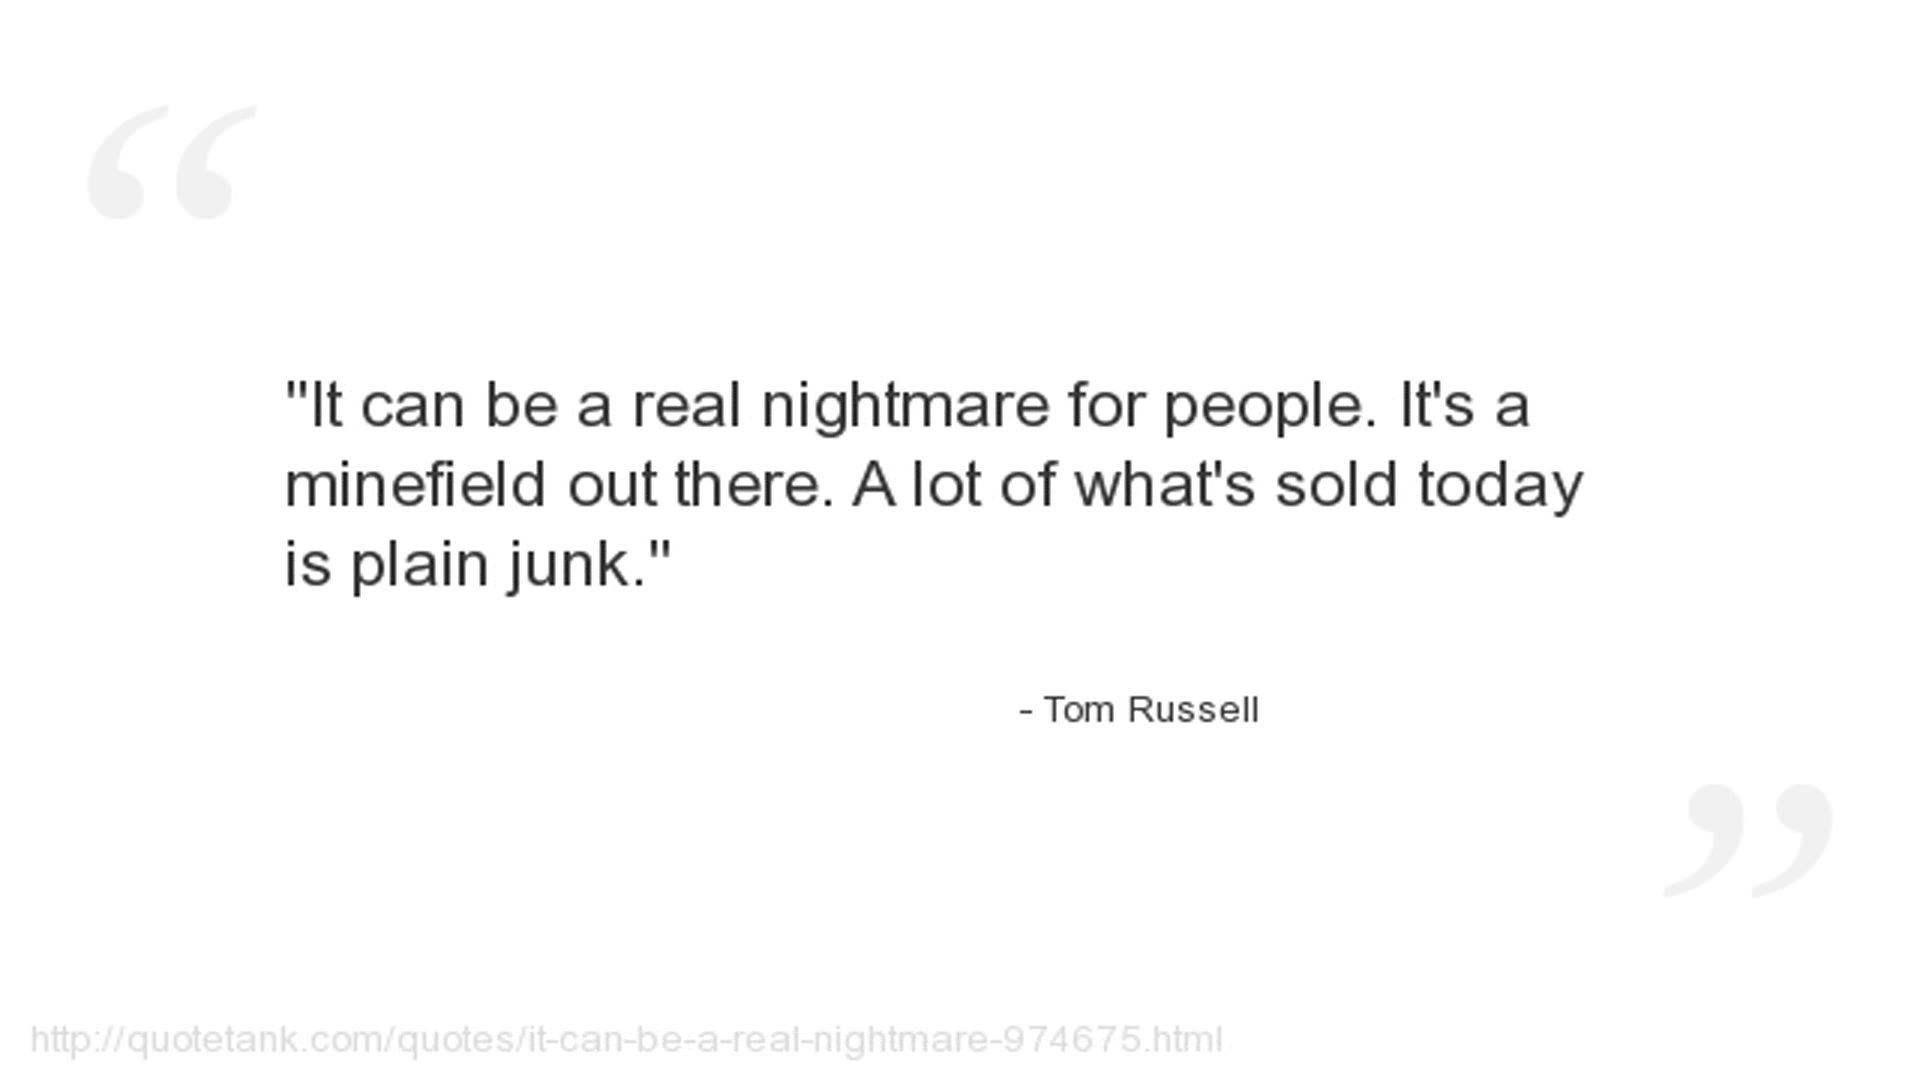 "It can be a real nightmare for people. It's a
minefield out there. A lot of what's sold today
is plain junk."
- Tom Russell
http://quotetank.com/quotes/it-can-be-a-real-nightmare-974675.html